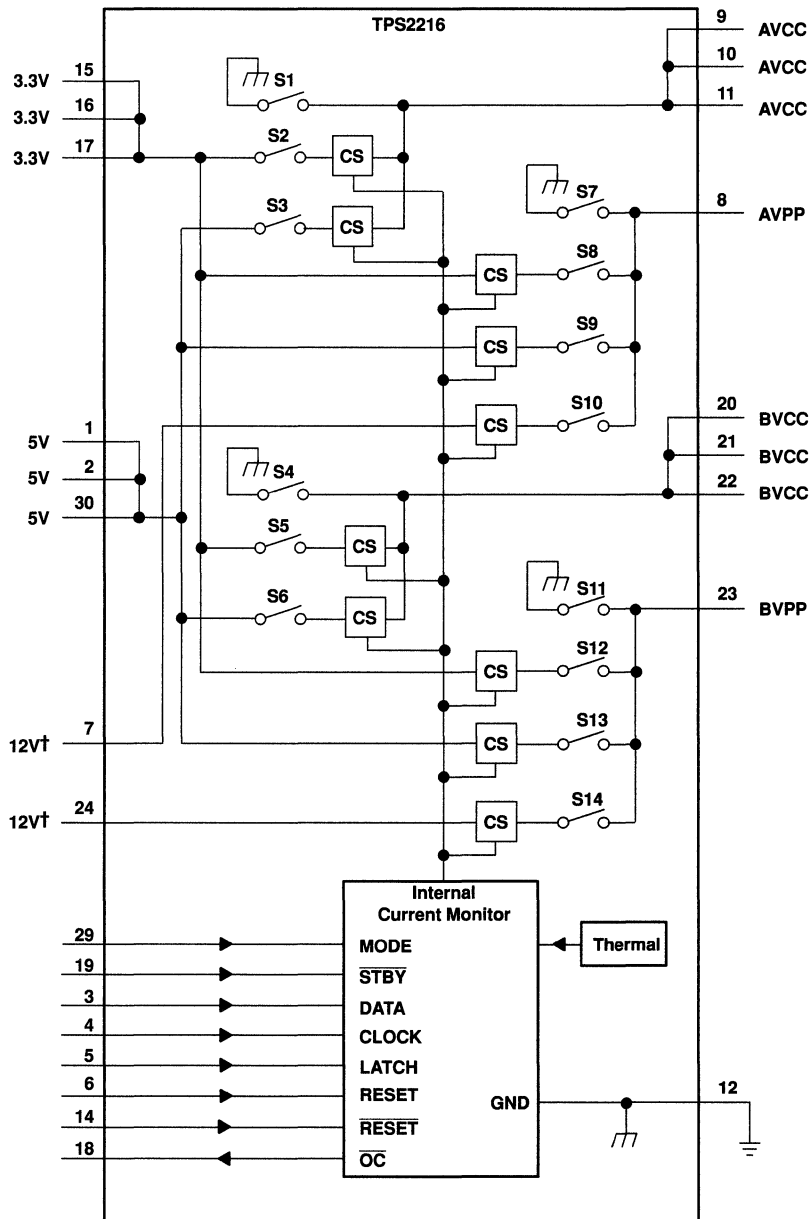 TPS2216
9
AVCC
10
AVCC
11
AVCC
15
3.3V
16
3.3V
17
3.3V
S1
S2
CS
S3
CS
S7
8
AVPP
CS
S8
CS
S9
CS
S10
1
5V
2
5V
30
5V
20
BVCC
21
BVCC
22
BVCC
S4
S5
CS
S6
CS
S11
23
BVPP
CS
S12
CS
S13
CS
S14
7
12V†
24
12V†
Internal
Current Monitor
Thermal
29
MODE
19
STBY
3
DATA
4
CLOCK
5
LATCH
6
RESET
14
RESET
18
OC
GND
12